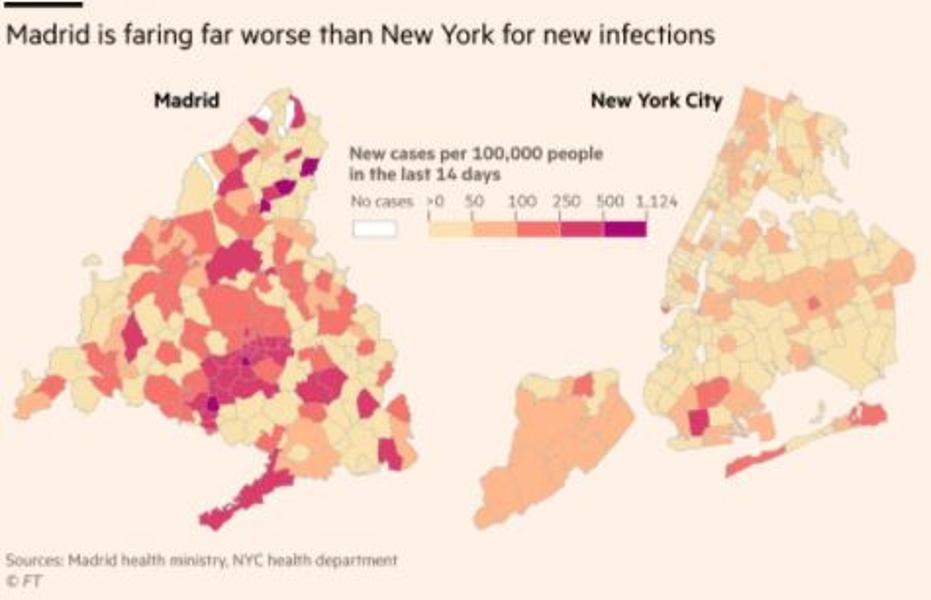 Madrid is faring far worse than New York for new infections
Madrid
New York City
New cases per 100,000 people
in the last 14 days
No cases >0 50 100 250 500 1,124
Sources: Madrid health ministry, NYC health department
© FT